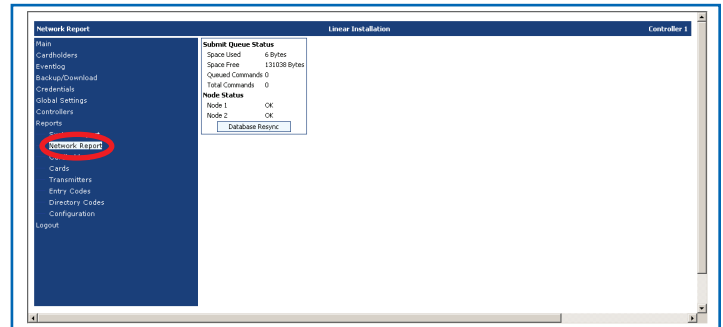 Network Report Linear Installation Controller 1
Main
Cardholders
Eventlog
Backup/Download
Credentials
Global Settings
Controllers
Reports
Network Report
Cards
Transmitters
Entry Codes
Directory Codes
Configuration
Logout
Submit Queue Status
Space Used 6 Bytes
Space Free 131038 Bytes
Queued Commands 0
Total Commands 0
Node Status
Node 1 OK
Node 2 OK
Database Resync